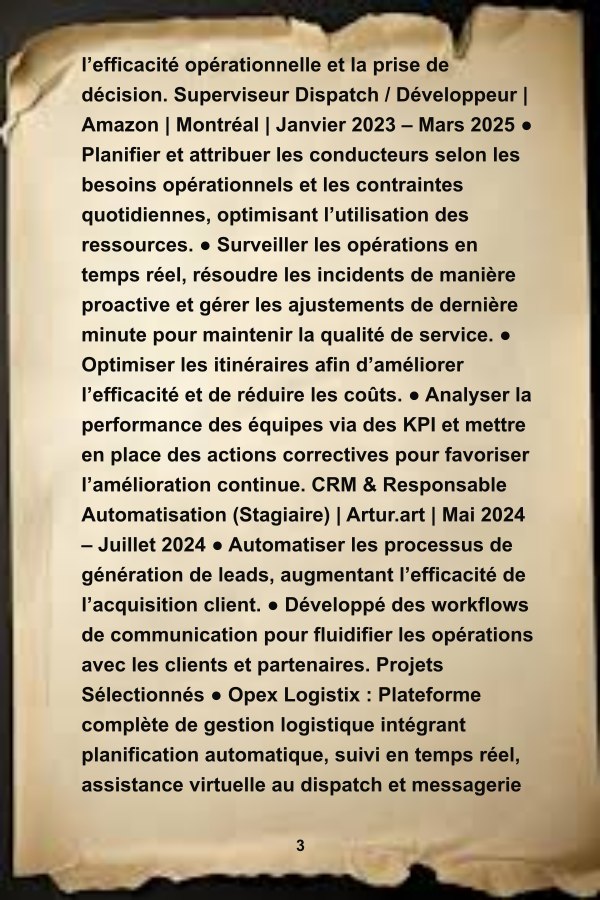 l’efficacité opérationnelle et la prise de
décision. Superviseur Dispatch / Développeur |
Amazon | Montréal | Janvier 2023 – Mars 2025 ●
Planifier et attribuer les conducteurs selon les
besoins opérationnels et les contraintes
quotidiennes, optimisant l’utilisation des
ressources. ● Surveiller les opérations en
temps réel, résoudre les incidents de manière
proactive et gérer les ajustements de dernière
minute pour maintenir la qualité de service. ●
Optimiser les itinéraires afin d’améliorer
l’efficacité et de réduire les coûts. ● Analyser la
performance des équipes via des KPI et mettre
en place des actions correctives pour favoriser
l’amélioration continue. CRM & Responsable
Automatisation (Stagiaire) | Artur.art | Mai 2024
– Juillet 2024 ● Automatiser les processus de
génération de leads, augmentant l’efficacité de
l’acquisition client. ● Développé des workflows
de communication pour fluidifier les opérations
avec les clients et partenaires. Projets
Sélectionnés ● Opex Logistix : Plateforme
complète de gestion logistique intégrant
planification automatique, suivi en temps réel,
assistance virtuelle au dispatch et messagerie
3